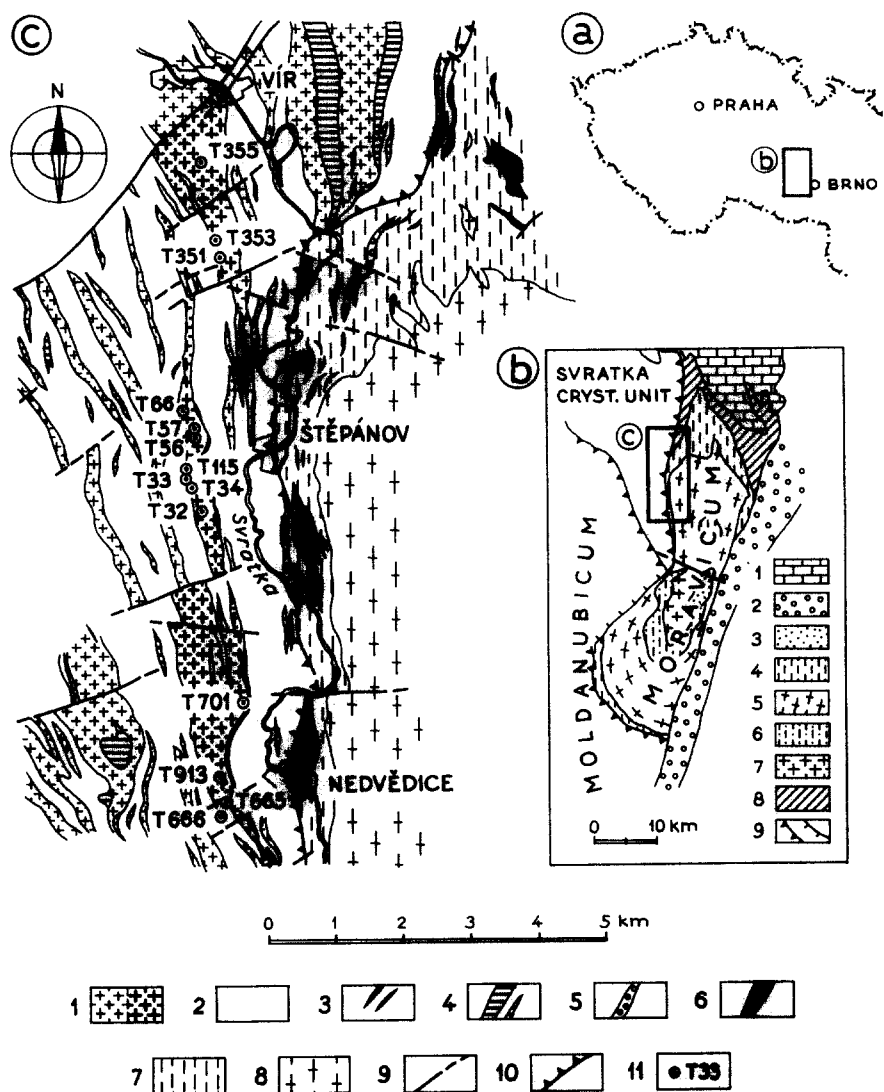 c
N
VÍR
T355
T353
T351
T66
T57
T56
T115
T33
T34
T32
ŠTĚPÁNOV
Svratka
T701
T913
T665
T666
NEDVĚDICE
a
PRAHA
b
BRNO
b
SVRATKA
CRYST. UNIT
c
MOLDANUBICUM
MORAVICUM
1
2
3
4
5
6
7
8
9
0 10 km
0 1 2 3 4 5 km
1 2 3 4 5 6
7 8 9 10 11 T39